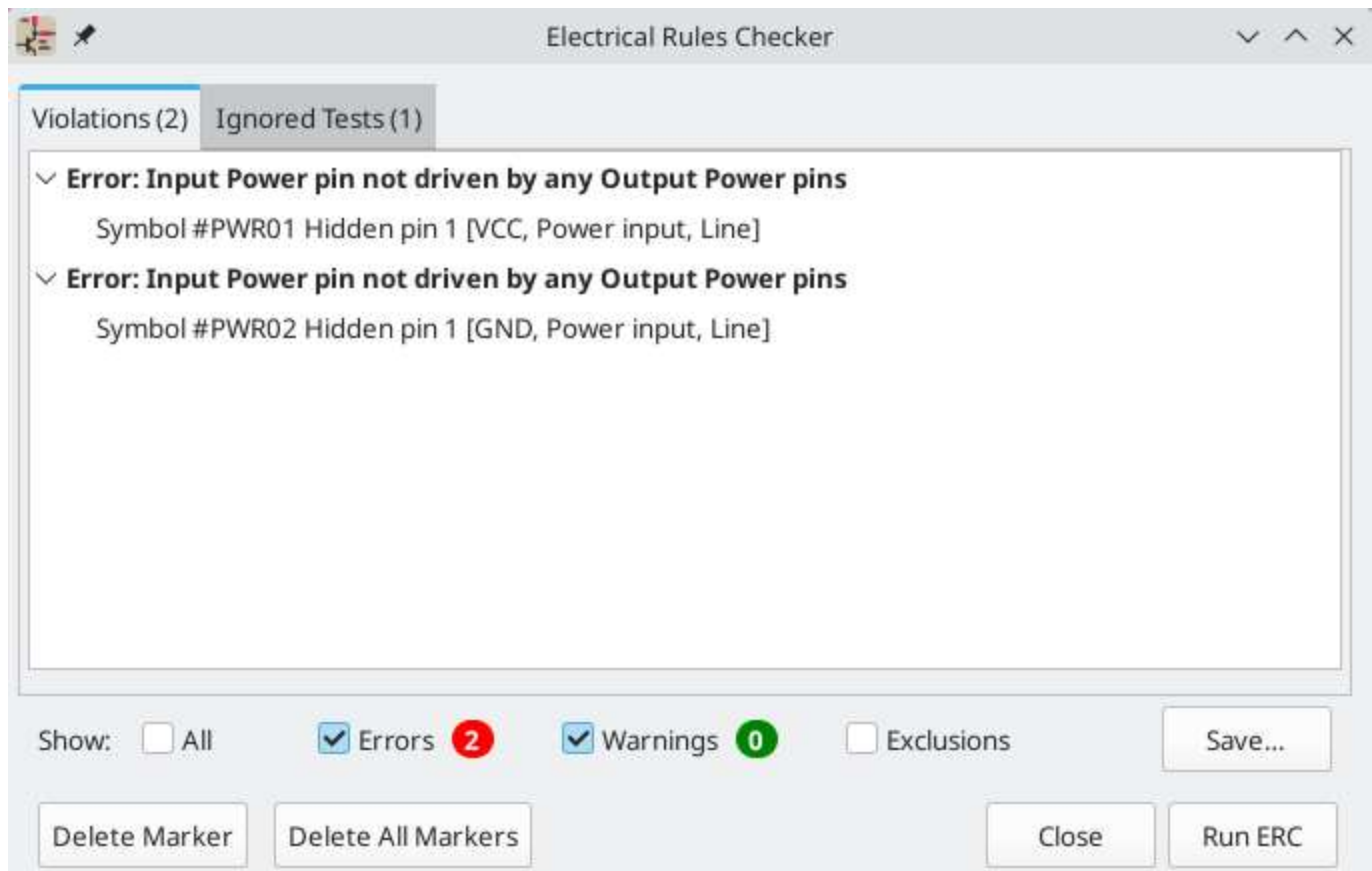 Electrical Rules Checker
Violations (2) Ignored Tests (1)
Error: Input Power pin not driven by any Output Power pins
Symbol #PWR01 Hidden pin 1 [VCC, Power input, Line]
Error: Input Power pin not driven by any Output Power pins
Symbol #PWR02 Hidden pin 1 [GND, Power input, Line]
Show: All Errors 2 Warnings 0 Exclusions Save...
Delete Marker Delete All Markers Close Run ERC